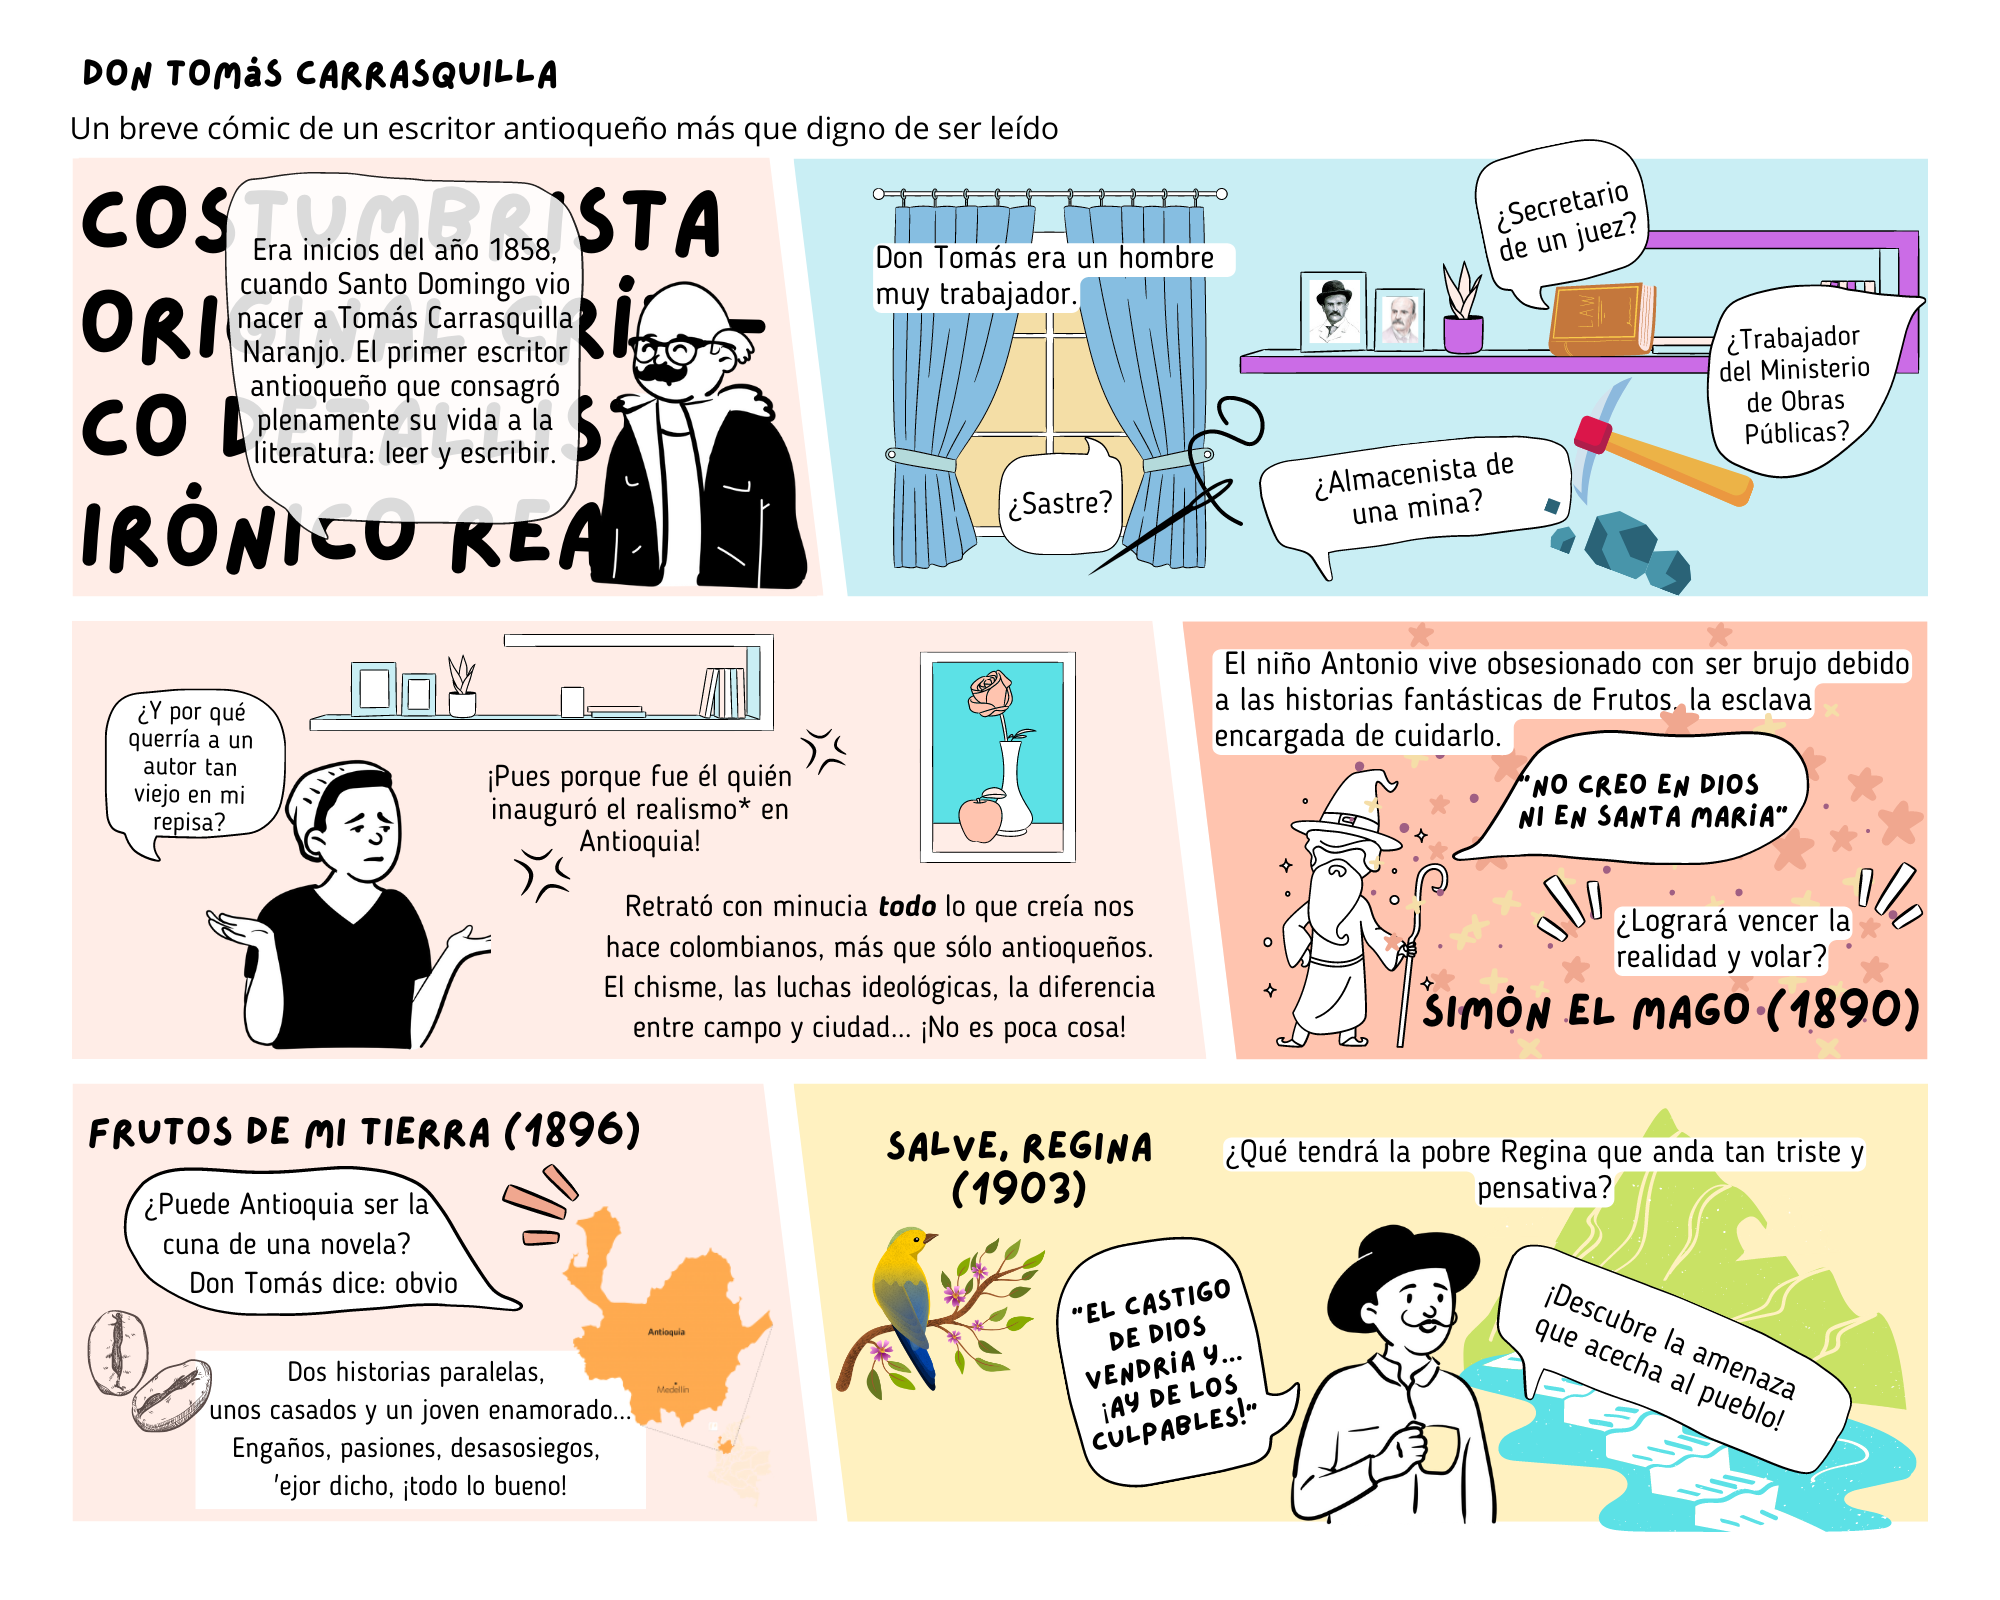 DON TOMáS CARRASQUILLA
Un breve cómic de un escritor antioqueño más que digno de ser leído
COSTUMBRISTA
ORIGINAL CRÍTI-
CO DETALLIS
IRÓNICO REA
Era inicios del año 1858,
cuando Santo Domingo vio
nacer a Tomás Carrasquilla
Naranjo. El primer escritor
antioqueño que consagró
plenamente su vida a la
literatura: leer y escribir.
Don Tomás era un hombre
muy trabajador.
¿Sastre?
¿Secretario
de un juez?
LAW
¿Almacenista de
una mina?
¿Trabajador
del Ministerio
de Obras
Públicas?
¿Y por qué
querría a un
autor tan
viejo en mi
repisa?
¡Pues porque fue él quién
inauguró el realismo* en
Antioquia!
Retrató con minucia todo lo que creía nos
hace colombianos, más que sólo antioqueños.
El chisme, las luchas ideológicas, la diferencia
entre campo y ciudad... ¡No es poca cosa!
El niño Antonio vive obsesionado con ser brujo debido
a las historias fantásticas de Frutos, la esclava
encargada de cuidarlo.
"NO CREO EN DIOS
NI EN SANTA MARÍA"
¿Logrará vencer la
realidad y volar?
SIMÓN EL MAGO (1890)
FRUTOS DE MI TIERRA (1896)
¿Puede Antioquia ser la
cuna de una novela?
Don Tomás dice: obvio
Antioquia
Medellín
Dos historias paralelas,
unos casados y un joven enamorado...
Engaños, pasiones, desasosiegos,
'ejor dicho, ¡todo lo bueno!
SALVE, REGINA
(1903)
¿Qué tendrá la pobre Regina que anda tan triste y
pensativa?
"EL CASTIGO
DE DIOS
VENDRÍA Y...
¡AY DE LOS
CULPABLES!"
¡Descubre la amenaza
que acecha al pueblo!